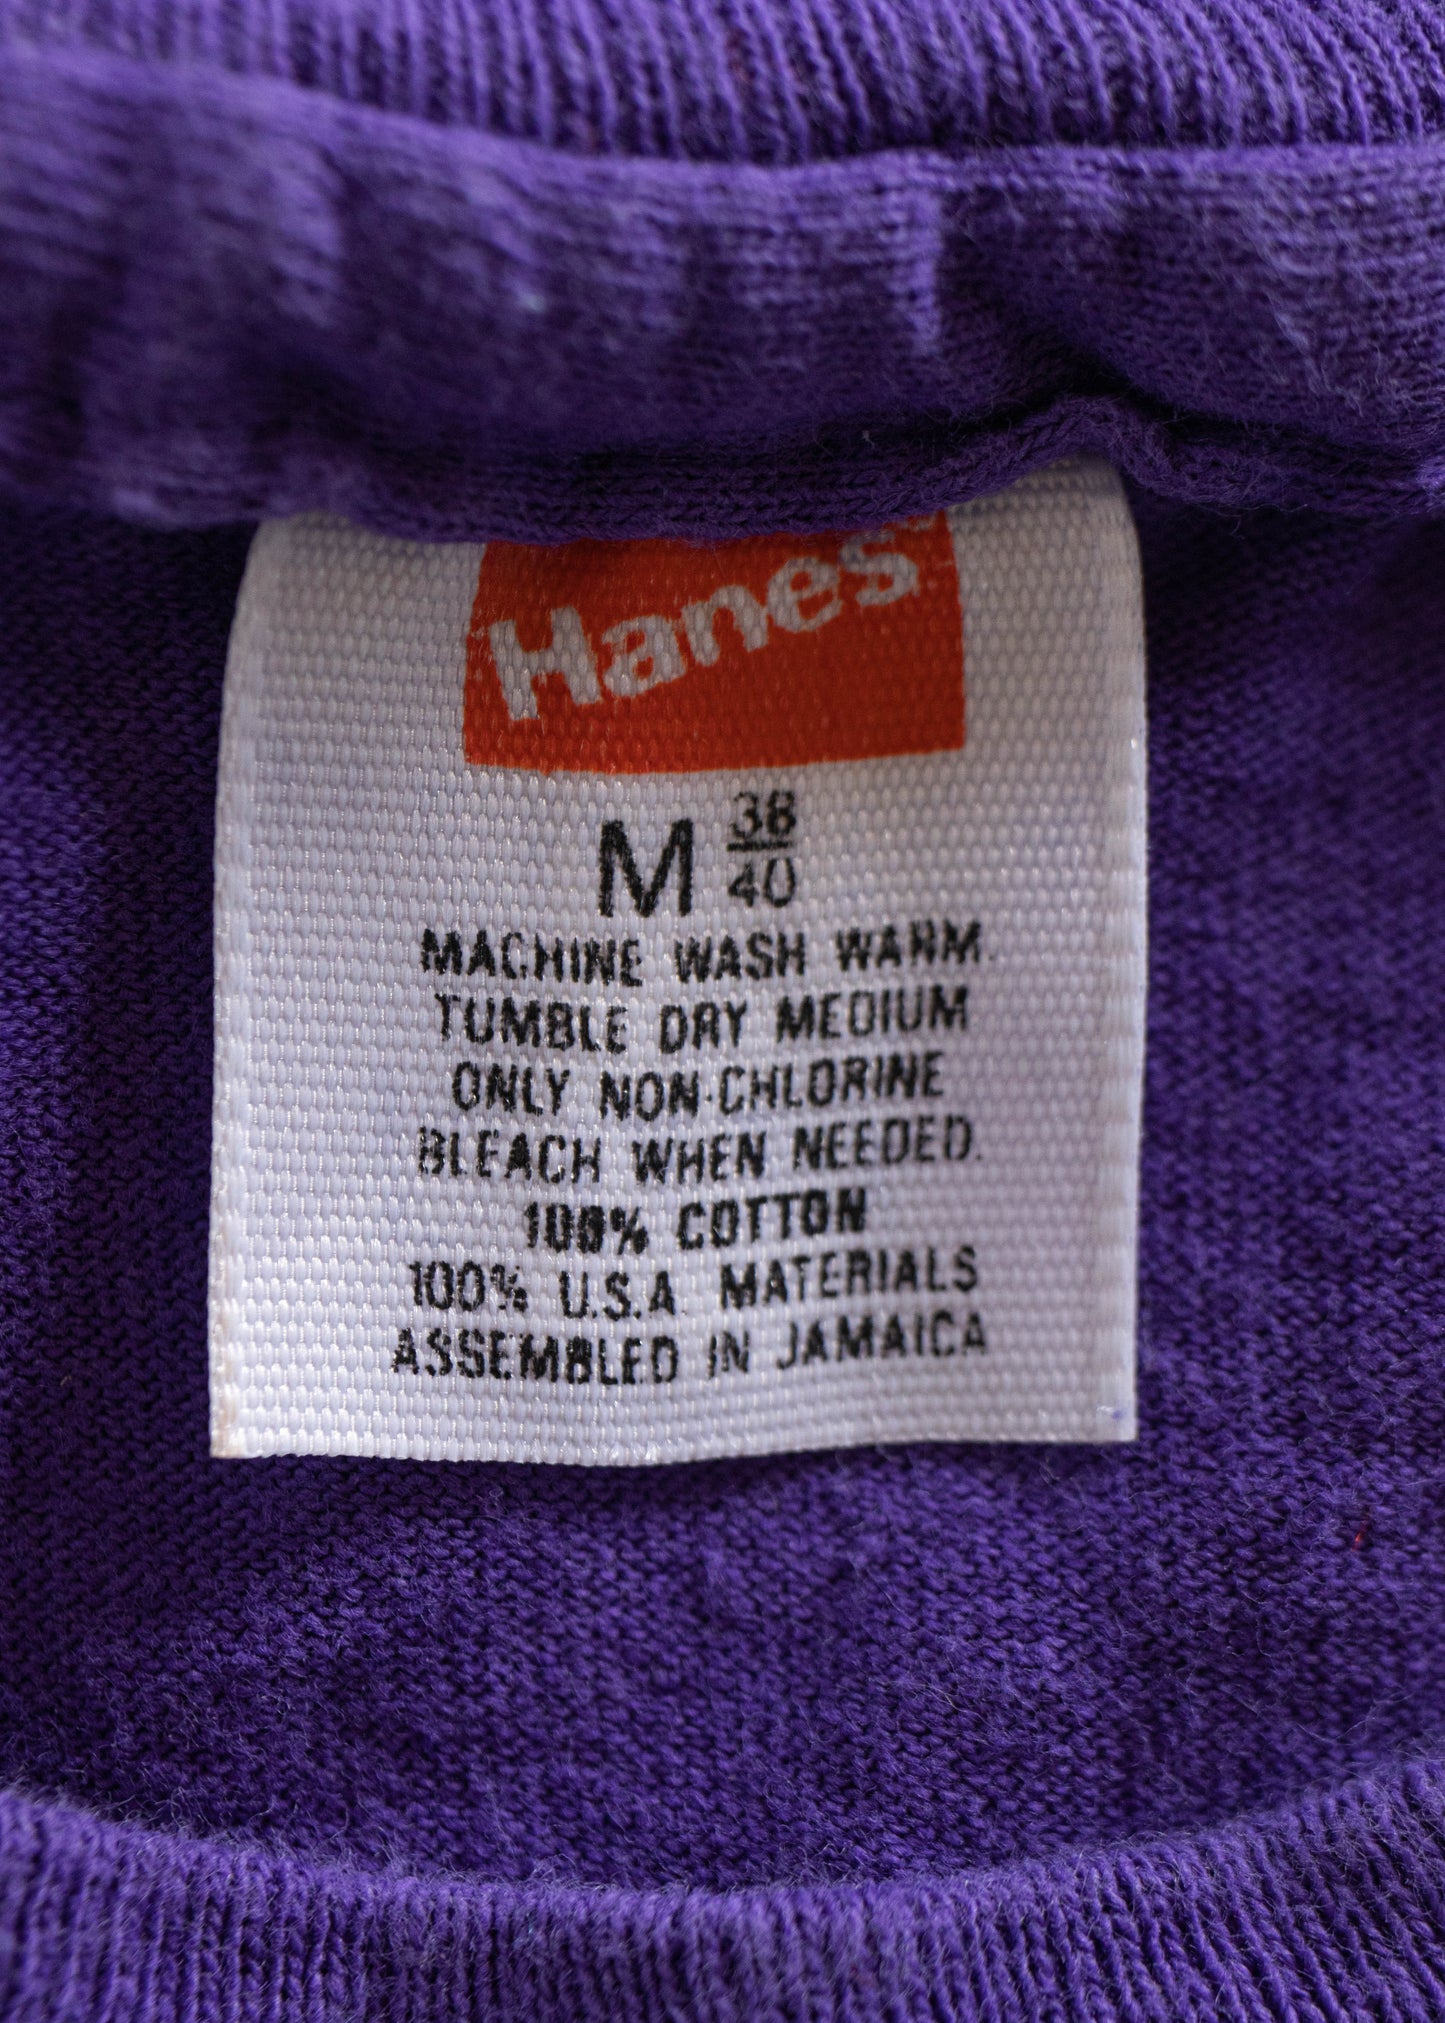 Hanes
M 38/40
MACHINE WASH WARM.
TUMBLE DRY MEDIUM
ONLY NON-CHLORINE
BLEACH WHEN NEEDED.
100% COTTON
100% U.S.A. MATERIALS
ASSEMBLED IN JAMAICA